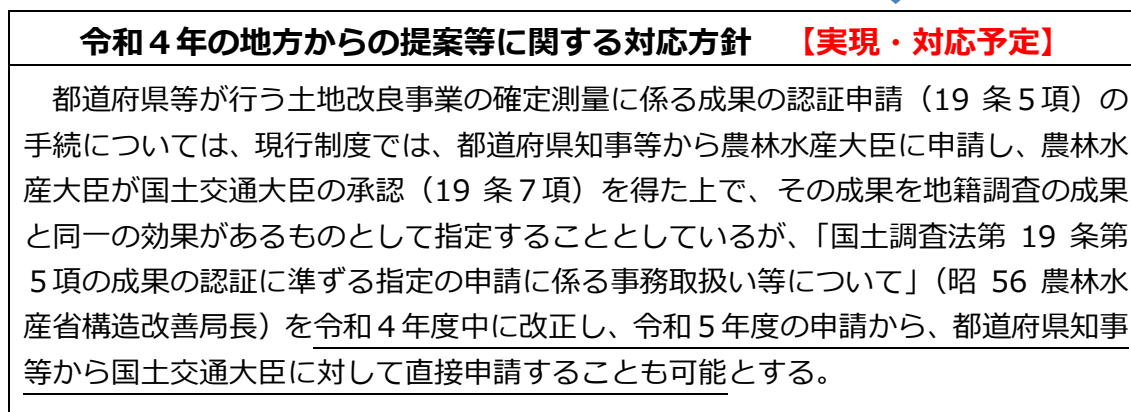 令和４年の地方からの提案等に関する対応方針　【実現・対応予定】
都道府県等が行う土地改良事業の確定測量に係る成果の認証申請（19 条５項）の
手続については、現行制度では、都道府県知事等から農林水産大臣に申請し、農林水
産大臣が国土交通大臣の承認（19 条７項）を得た上で、その成果を地籍調査の成果
と同一の効果があるものとして指定することとしているが、「国土調査法第 19 条第
５項の成果の認証に準ずる指定の申請に係る事務取扱い等について」（昭 56 農林水
産省構造改善局長）を令和４年度中に改正し、令和５年度の申請から、都道府県知事
等から国土交通大臣に対して直接申請することも可能とする。